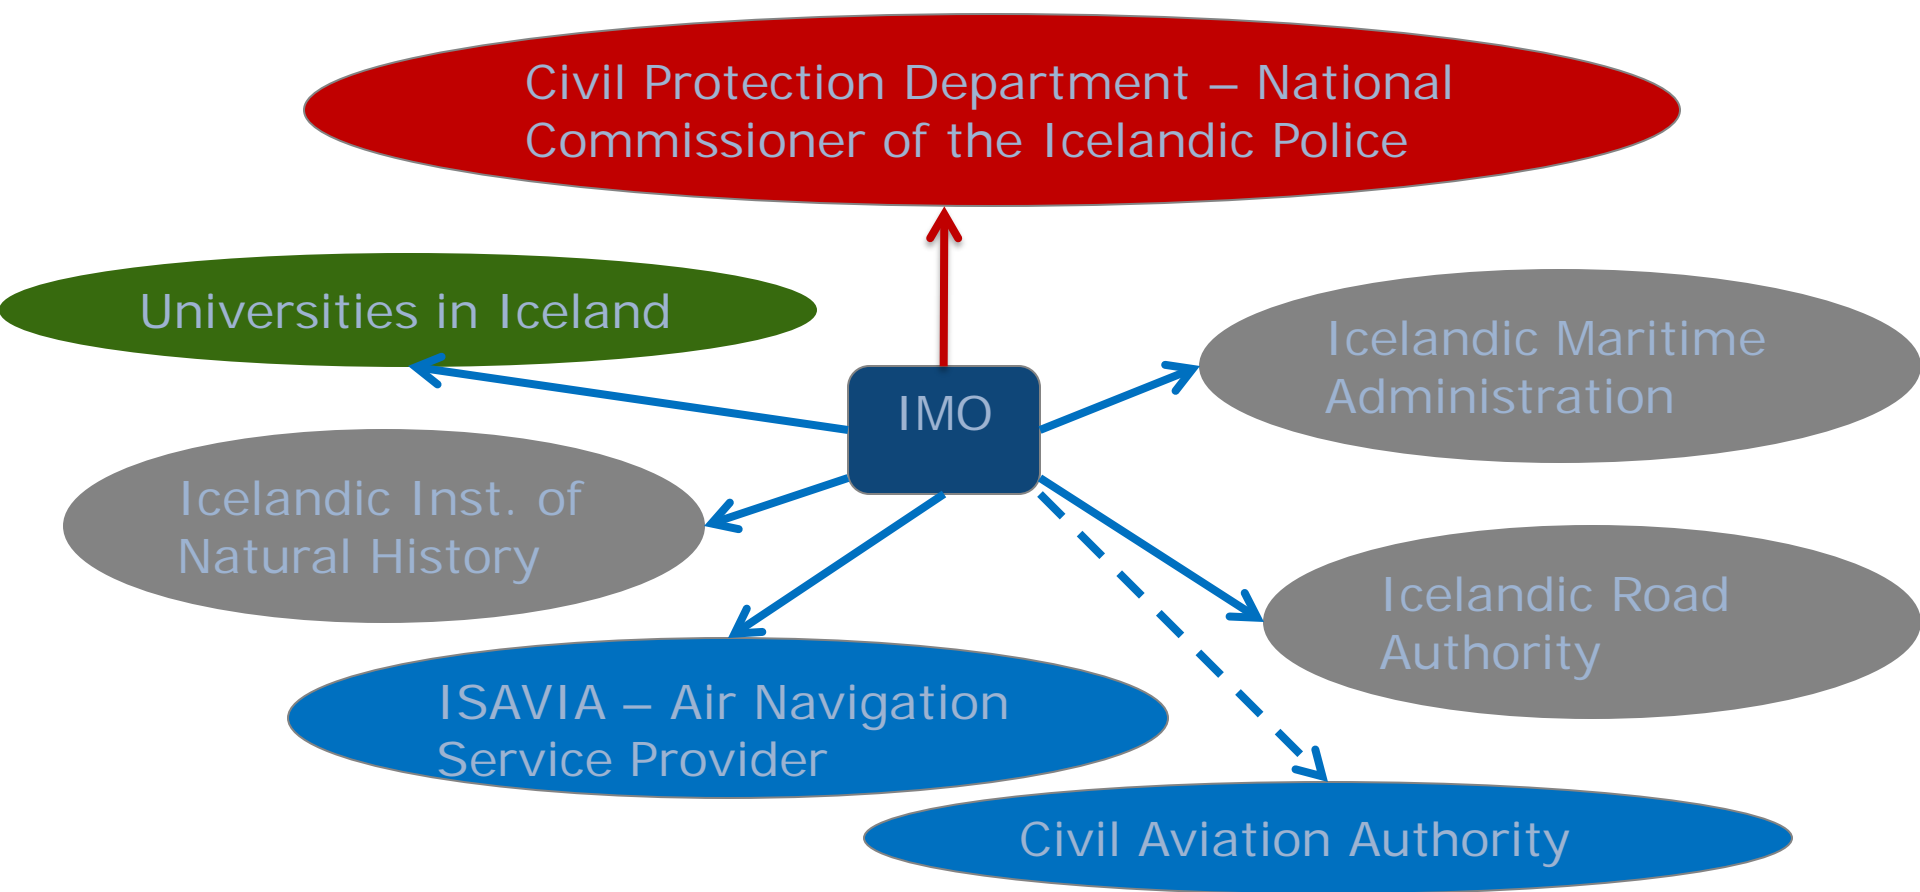 Civil Protection Department – National
Commissioner of the Icelandic Police
Universities in Iceland
Icelandic Maritime
Administration
IMO
Icelandic Inst. of
Natural History
Icelandic Road
Authority
ISAVIA – Air Navigation
Service Provider
Civil Aviation Authority